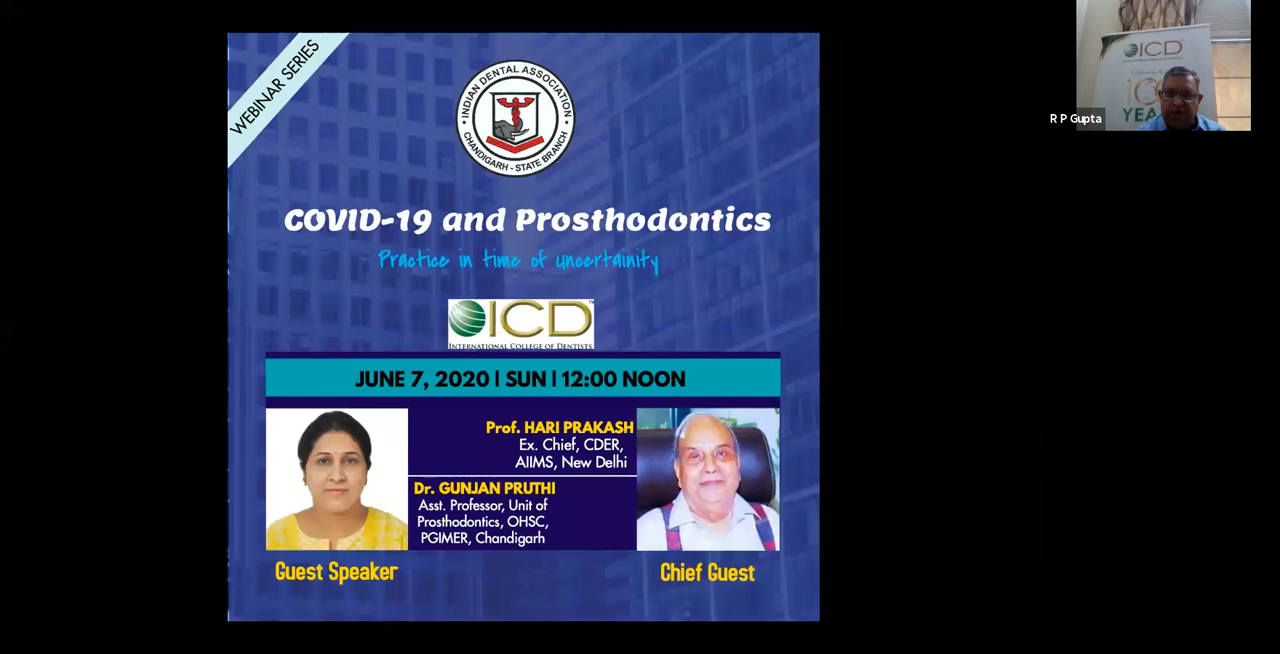 WEBINAR SERIES
INDIAN DENTAL ASSOCIATION
CHANDIGARH - STATE BRANCH
COVID-19 and Prosthodontics
Practice in time of uncertainity
ICD
INTERNATIONAL COLLEGE OF DENTISTS
JUNE 7, 2020 | SUN | 12:00 NOON
Prof. HARI PRAKASH
Ex. Chief, CDER,
AIIMS, New Delhi
Dr. GUNJAN PRUTHI
Asst. Professor, Unit of
Prosthodontics, OHSC,
PGIMER, Chandigarh
Guest Speaker
Chief Guest
ICD
YEA
R P Gupta